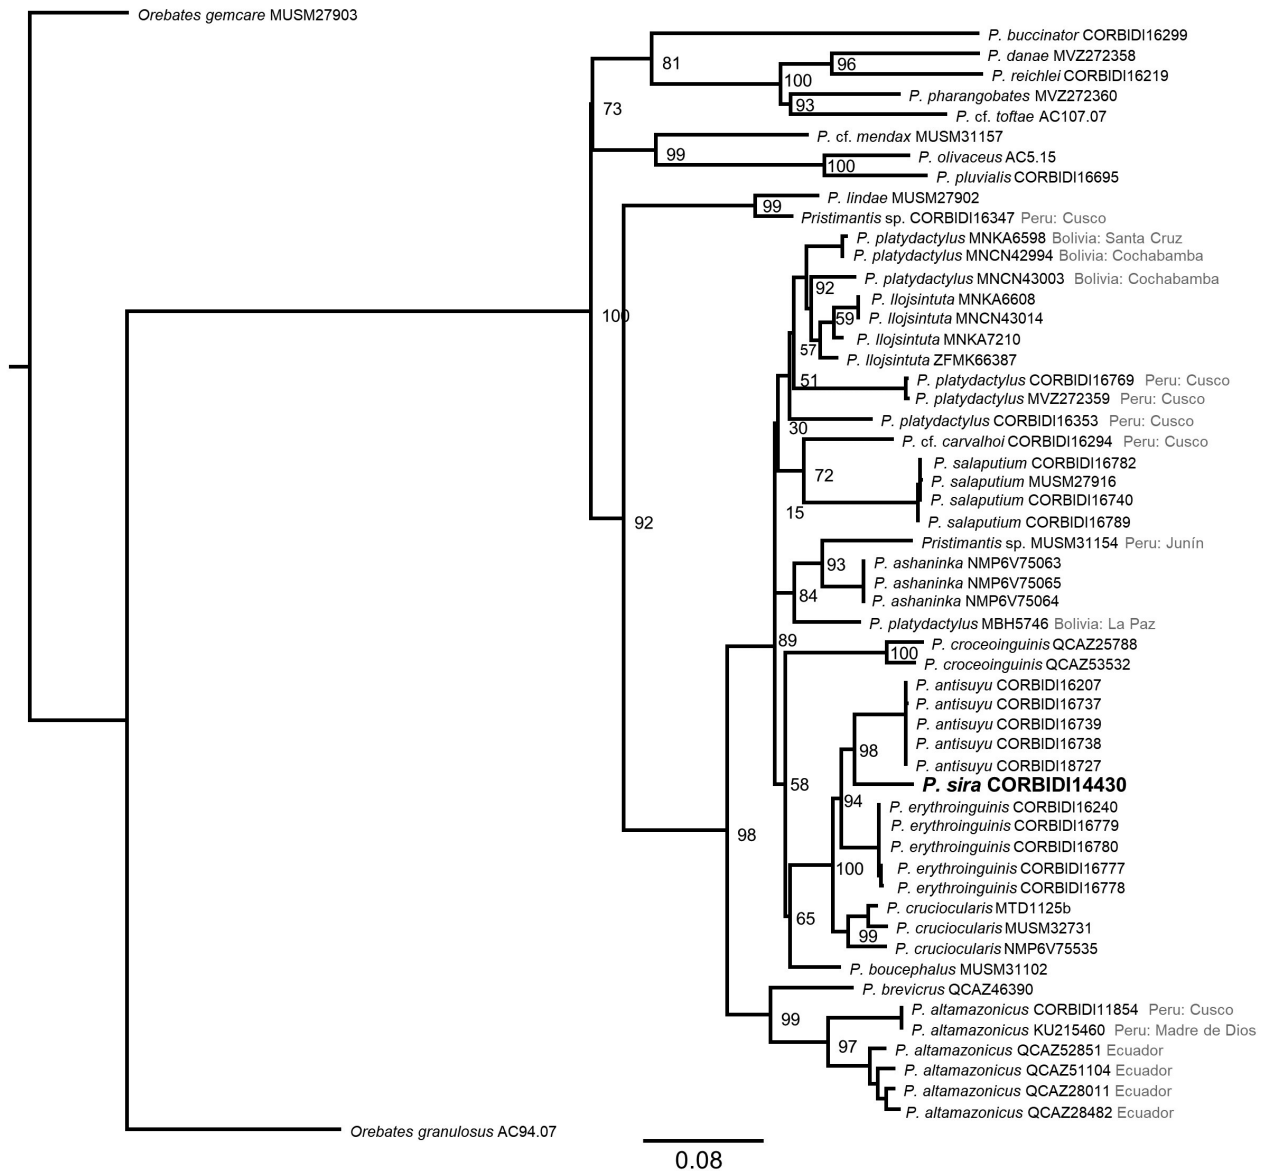 Orebates gemcare MUSM27903
P. buccinator CORBIDI16299
P. danae MVZ272358
81
96
P. reichlei CORBIDI16219
100
P. pharangobates MVZ272360
93
73
P. cf. toftae AC107.07
P. cf. mendax MUSM31157
99
P. olivaceus AC5.15
100
P. pluvialis CORBIDI16695
P. lindae MUSM27902
99
Pristimantis sp. CORBIDI16347 Peru: Cusco
P. platydactylus MNKA6598 Bolivia: Santa Cruz
P. platydactylus MNCN42994 Bolivia: Cochabamba
P. platydactylus MNCN43003 Bolivia: Cochabamba
92
P. llojsintuta MNKA6608
100
59
P. llojsintuta MNCN43014
P. llojsintuta MNKA7210
57
P. llojsintuta ZFMK66387
51
P. platydactylus CORBIDI16769 Peru: Cusco
P. platydactylus MVZ272359 Peru: Cusco
P. platydactylus CORBIDI16353 Peru: Cusco
30
P. cf. carvalhoi CORBIDI16294 Peru: Cusco
P. salaputium CORBIDI16782
72
P. salaputium MUSM27916
P. salaputium CORBIDI16740
15
92
P. salaputium CORBIDI16789
Pristimantis sp. MUSM31154 Peru: Junín
93
P. ashaninka NMP6V75063
P. ashaninka NMP6V75065
84
P. ashaninka NMP6V75064
P. platydactylus MBH5746 Bolivia: La Paz
89
P. croceoinguinis QCAZ25788
100
P. croceoinguinis QCAZ53532
P. antisuyu CORBIDI16207
P. antisuyu CORBIDI16737
P. antisuyu CORBIDI16739
98
P. antisuyu CORBIDI16738
P. antisuyu CORBIDI18727
58
P. sira CORBIDI14430
94
P. erythroinguinis CORBIDI16240
P. erythroinguinis CORBIDI16779
98
P. erythroinguinis CORBIDI16780
100
P. erythroinguinis CORBIDI16777
P. erythroinguinis CORBIDI16778
P. cruciocularis MTD1125b
65
P. cruciocularis MUSM32731
99
P. cruciocularis NMP6V75535
P. boucephalus MUSM31102
P. brevicrus QCAZ46390
P. altamazonicus CORBIDI11854 Peru: Cusco
99
P. altamazonicus KU215460 Peru: Madre de Dios
97
P. altamazonicus QCAZ52851 Ecuador
P. altamazonicus QCAZ51104 Ecuador
P. altamazonicus QCAZ28011 Ecuador
P. altamazonicus QCAZ28482 Ecuador
Orebates granulosus AC94.07
0.08